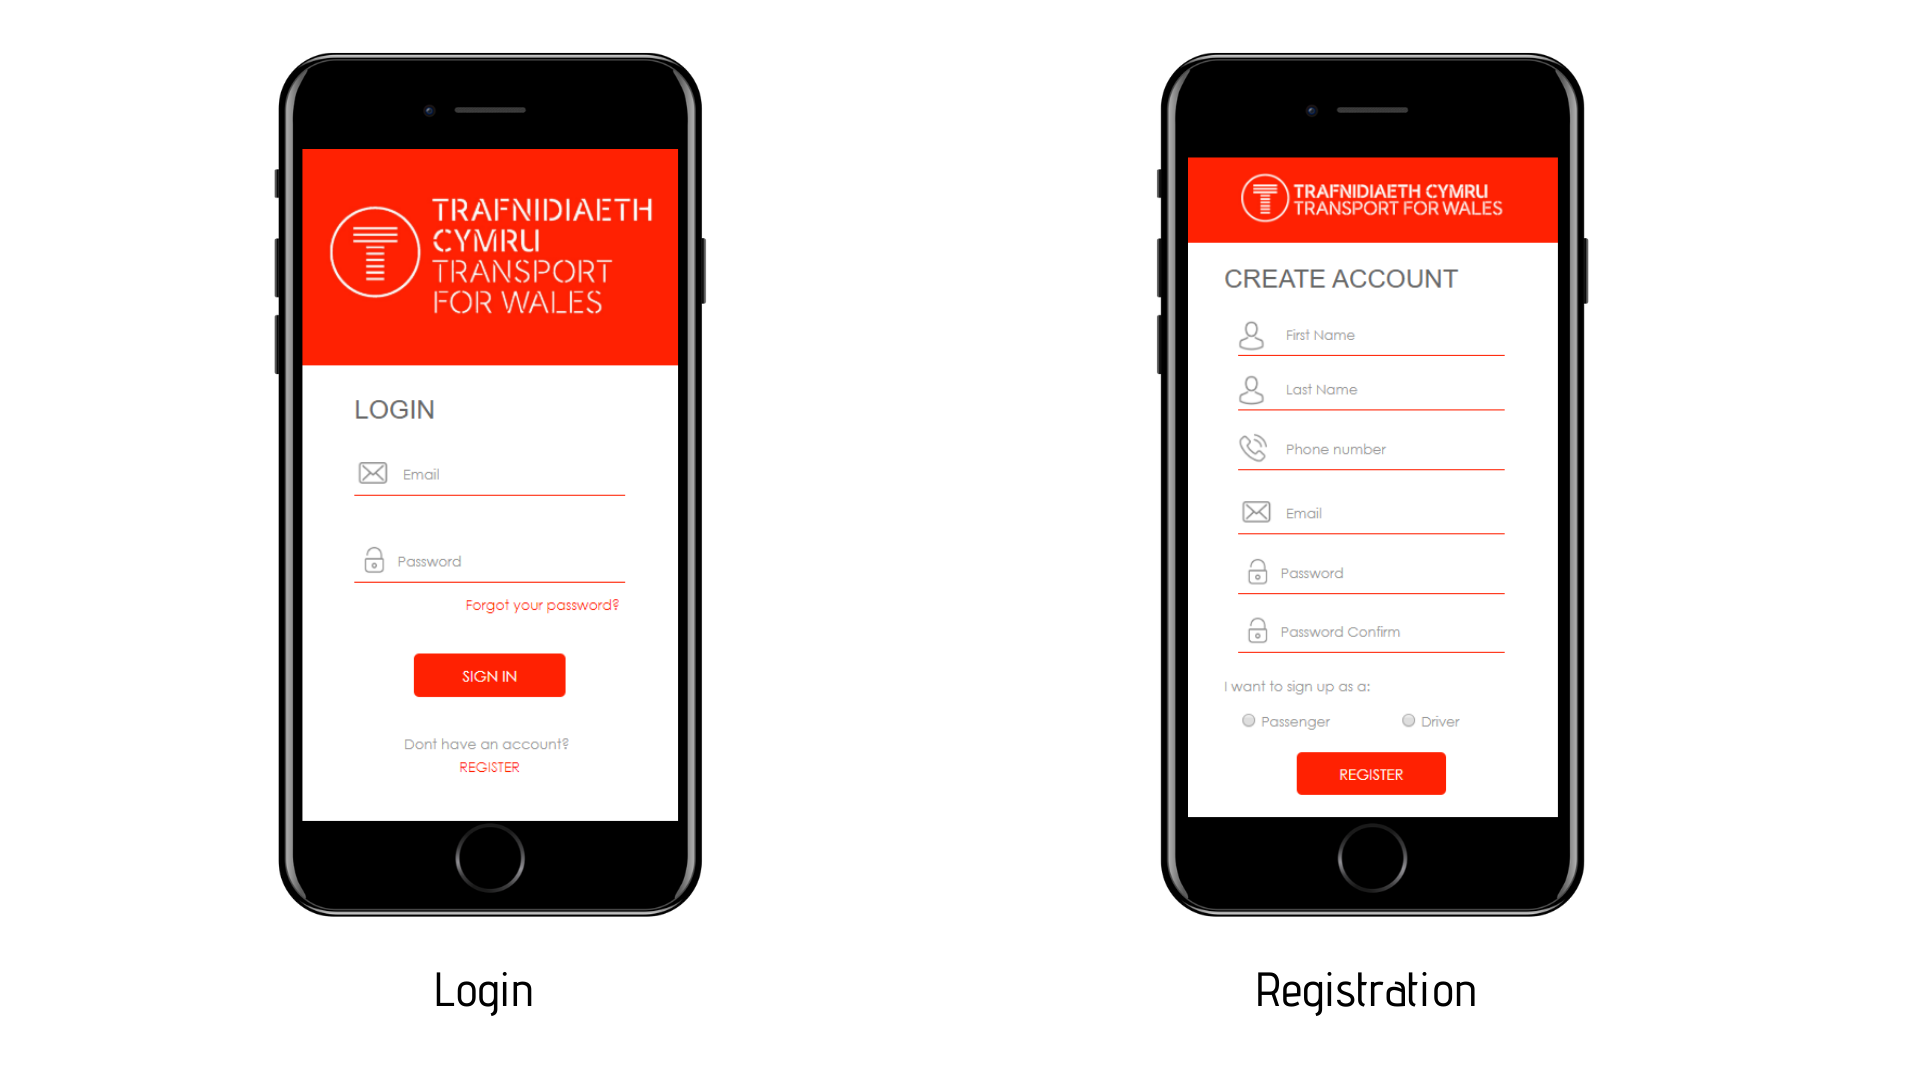 TRAFNIDIAETH
CYMRU
TRANSPORT
FOR WALES
LOGIN
Email
Password
Forgot your password?
SIGN IN
Dont have an account?
REGISTER
Login
TRAFNIDIAETH CYMRU
TRANSPORT FOR WALES
CREATE ACCOUNT
First Name
Last Name
Phone number
Email
Password
Password Confirm
I want to sign up as a:
Passenger Driver
REGISTER
Registration